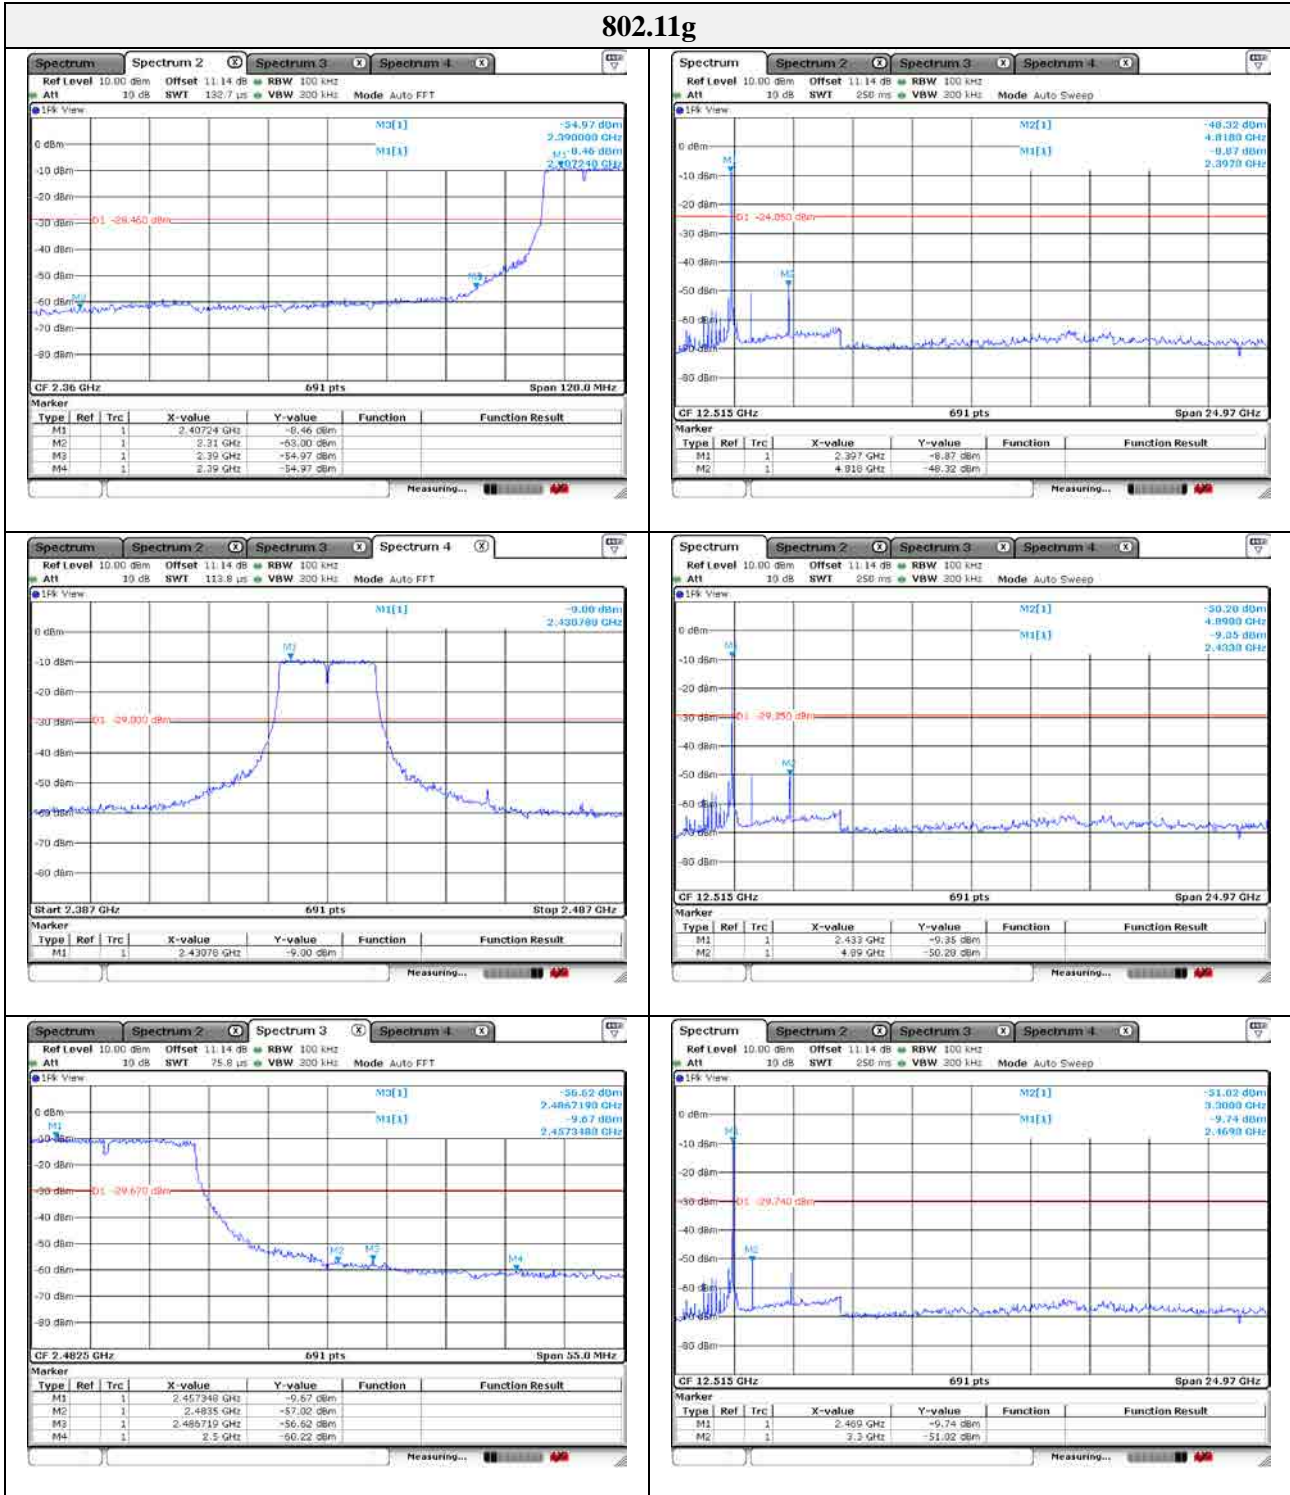 802.11g
Spectrum Spectrum 2 Spectrum 3 Spectrum 4
Ref Level 10.00 dBm Offset 11.14 dB RBW 100 kHz
Att 10 dB SWT 132.7 µs VBW 300 kHz Mode Auto FFT
1Pk View
M3[1] -54.97 dBm
2.390000 GHz
M1[1] -8.46 dBm
0 dBm
-10 dBm
-20 dBm
-30 dBm
D1 -28.460 dBm
-40 dBm
-50 dBm
-60 dBm
-70 dBm
-80 dBm
CF 2.36 GHz 691 pts Span 120.0 MHz
Marker
Type Ref Trc X-value Y-value Function Function Result
M1 1 2.40724 GHz -8.46 dBm
M2 1 2.31 GHz -63.00 dBm
M3 1 2.39 GHz -54.97 dBm
M4 1 2.39 GHz -54.97 dBm
Measuring...
Spectrum Spectrum 2 Spectrum 3 Spectrum 4
Ref Level 10.00 dBm Offset 11.14 dB RBW 100 kHz
Att 10 dB SWT 250 ms VBW 300 kHz Mode Auto Sweep
1Pk View
M2[1] -48.32 dBm
4.8180 GHz
M1[1] -8.87 dBm
2.3970 GHz
0 dBm
M1
-10 dBm
-20 dBm
-30 dBm
-40 dBm
M2
-50 dBm
-60 dBm
-80 dBm
CF 12.515 GHz 691 pts Span 24.97 GHz
Marker
Type Ref Trc X-value Y-value Function Function Result
M1 1 2.397 GHz -8.87 dBm
M2 1 4.818 GHz -48.32 dBm
Measuring...
Spectrum Spectrum 2 Spectrum 3 Spectrum 4
Ref Level 10.00 dBm Offset 11.14 dB RBW 100 kHz
Att 10 dB SWT 113.8 µs VBW 300 kHz Mode Auto FFT
1Pk View
M1[1] -9.00 dBm
2.430780 GHz
0 dBm
M1
-10 dBm
-20 dBm
D1 -29.000 dBm
-30 dBm
-40 dBm
-50 dBm
-60 dBm
-70 dBm
-80 dBm
Start 2.387 GHz 691 pts Stop 2.487 GHz
Marker
Type Ref Trc X-value Y-value Function Function Result
M1 1 2.43078 GHz -9.00 dBm
Measuring...
Spectrum Spectrum 2 Spectrum 3 Spectrum 4
Ref Level 10.00 dBm Offset 11.14 dB RBW 100 kHz
Att 10 dB SWT 250 ms VBW 300 kHz Mode Auto Sweep
1Pk View
M2[1] -50.28 dBm
4.8900 GHz
M1[1] -9.35 dBm
2.4330 GHz
0 dBm
M1
-10 dBm
-20 dBm
-30 dBm
D1 -29.350 dBm
-40 dBm
M2
-50 dBm
-60 dBm
-80 dBm
CF 12.515 GHz 691 pts Span 24.97 GHz
Marker
Type Ref Trc X-value Y-value Function Function Result
M1 1 2.433 GHz -9.35 dBm
M2 1 4.89 GHz -50.28 dBm
Measuring...
Spectrum Spectrum 2 Spectrum 3 Spectrum 4
Ref Level 10.00 dBm Offset 11.14 dB RBW 100 kHz
Att 10 dB SWT 75.8 µs VBW 300 kHz Mode Auto FFT
1Pk View
M3[1] -56.62 dBm
2.4867190 GHz
M1[1] -9.67 dBm
2.4573480 GHz
0 dBm
M1
-10 dBm
-20 dBm
-30 dBm
D1 -29.670 dBm
-40 dBm
-50 dBm
M2 M3 M4
-60 dBm
-70 dBm
-80 dBm
CF 2.4825 GHz 691 pts Span 55.0 MHz
Marker
Type Ref Trc X-value Y-value Function Function Result
M1 1 2.457348 GHz -9.67 dBm
M2 1 2.4835 GHz -57.02 dBm
M3 1 2.486719 GHz -56.62 dBm
M4 1 2.5 GHz -60.22 dBm
Measuring...
Spectrum Spectrum 2 Spectrum 3 Spectrum 4
Ref Level 10.00 dBm Offset 11.14 dB RBW 100 kHz
Att 10 dB SWT 250 ms VBW 300 kHz Mode Auto Sweep
1Pk View
M2[1] -51.02 dBm
3.3000 GHz
M1[1] -9.74 dBm
2.4690 GHz
0 dBm
M1
-10 dBm
-20 dBm
-30 dBm
D1 -29.740 dBm
-40 dBm
M2
-50 dBm
-60 dBm
-80 dBm
CF 12.515 GHz 691 pts Span 24.97 GHz
Marker
Type Ref Trc X-value Y-value Function Function Result
M1 1 2.469 GHz -9.74 dBm
M2 1 3.3 GHz -51.02 dBm
Measuring...